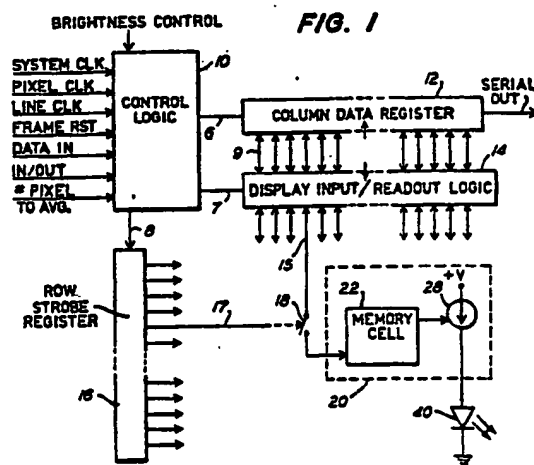 BRIGHTNESS CONTROL
FIG. 1
SYSTEM CLK
PIXEL CLK
LINE CLK
FRAME RST
DATA IN
IN/OUT
# PIXEL
TO AVG.
10
CONTROL
LOGIC
6
7
8
12
COLUMN DATA REGISTER
SERIAL
OUT
9
14
DISPLAY INPUT/READOUT LOGIC
15
ROW
STROBE
REGISTER
16
17
18
22
MEMORY
CELL
+V
28
20
40